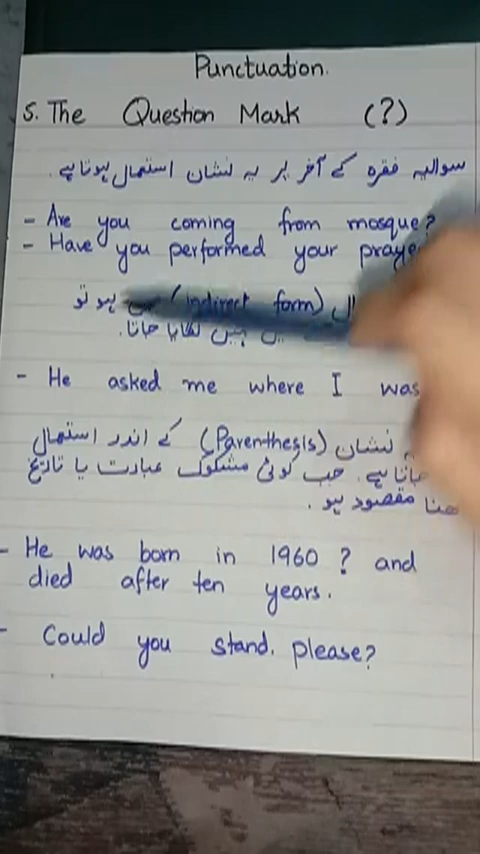 Punctuation.
5. The Question Mark (?)
سوالیہ فقرہ کے آخر پر یہ نشان استعمال ہوتا ہے.
- Are you coming from mosque?
- Have you performed your
(indirect form) ہو تو
نہیں لگایا جاتا.
- He asked me where I was
نشان (Parenthesis) کے اندر استعمال
جاتا ہے. جب کوئی مشکوک عبارت یا تاریخ
مقصود ہو.
- He was born in 1960 ? and
died after ten years.
- Could you stand. please?